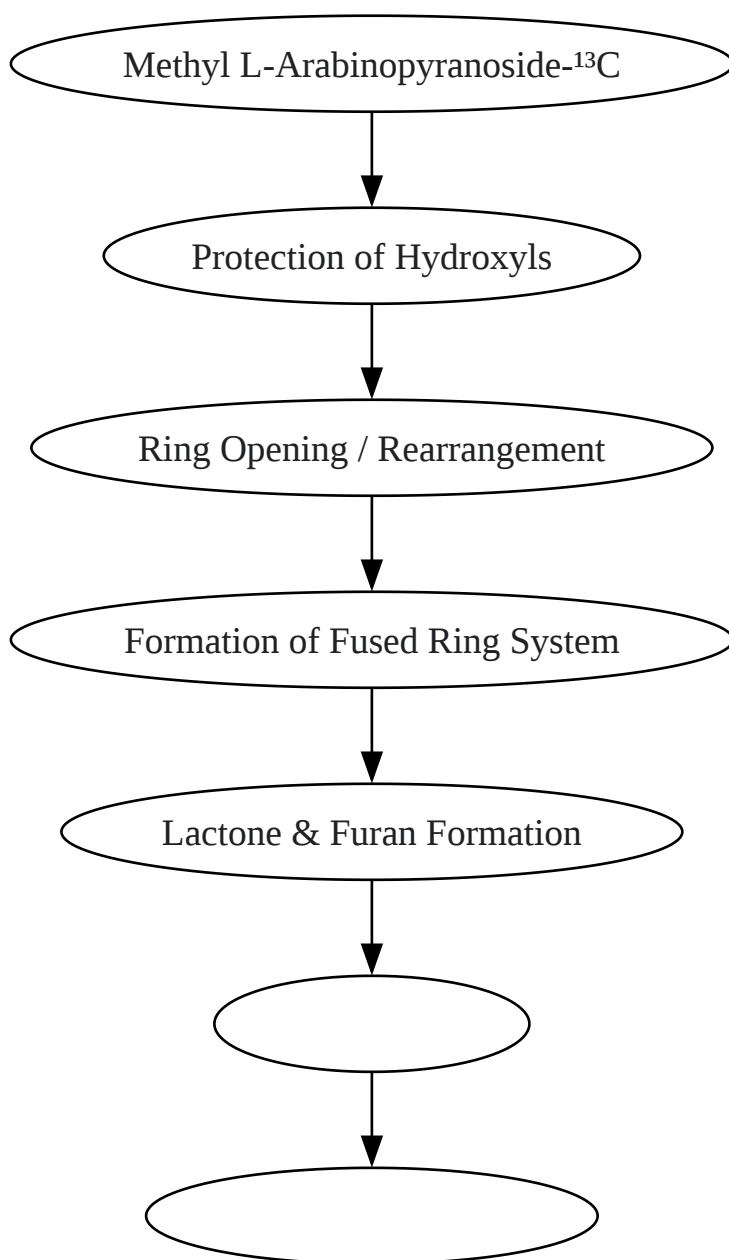 Methyl L-Arabinopyranoside-¹³C
Protection of Hydroxyls
Ring Opening / Rearrangement
Formation of Fused Ring System
Lactone & Furan Formation